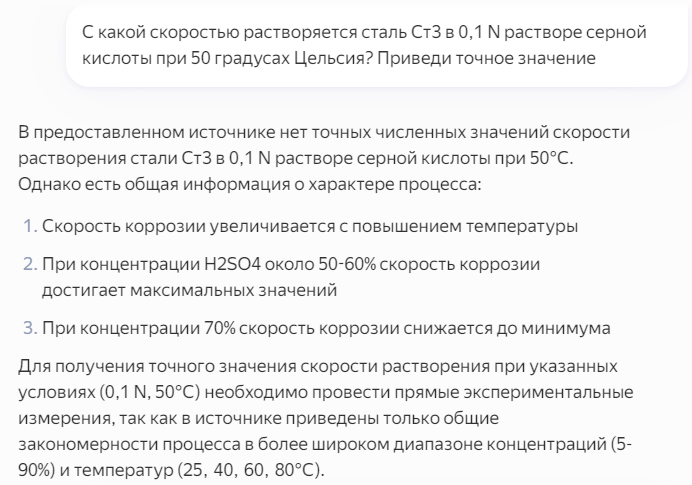 С какой скоростью растворяется сталь Ст3 в 0,1 N растворе серной
кислоты при 50 градусах Цельсия? Приведи точное значение
В предоставленном источнике нет точных численных значений скорости
растворения стали Ст3 в 0,1 N растворе серной кислоты при 50°C.
Однако есть общая информация о характере процесса:
1. Скорость коррозии увеличивается с повышением температуры
2. При концентрации H2SO4 около 50-60% скорость коррозии
достигает максимальных значений
3. При концентрации 70% скорость коррозии снижается до минимума
Для получения точного значения скорости растворения при указанных
условиях (0,1 N, 50°C) необходимо провести прямые экспериментальные
измерения, так как в источнике приведены только общие
закономерности процесса в более широком диапазоне концентраций (5-
90%) и температур (25, 40, 60, 80°C).